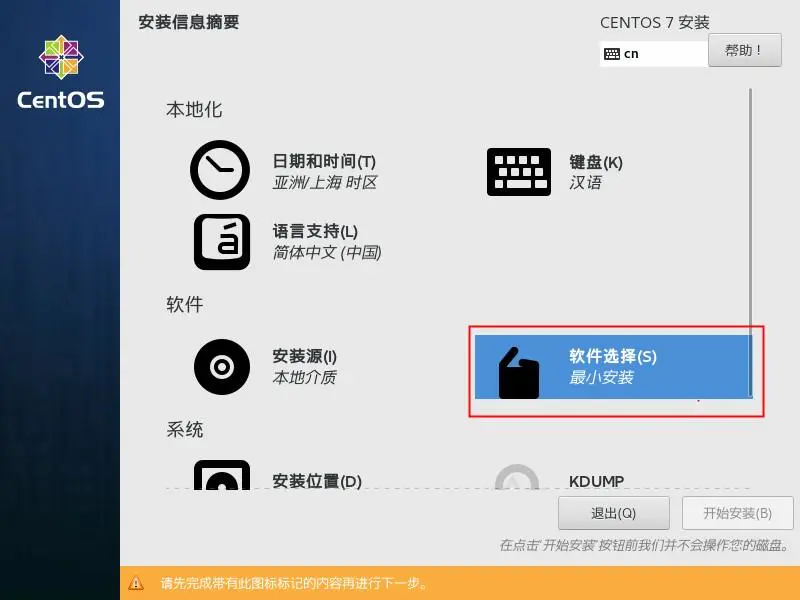 安装信息摘要
CENTOS 7 安装
cn
帮助！
CentOS
本地化
日期和时间(T)
亚洲/上海 时区
键盘(K)
汉语
语言支持(L)
简体中文 (中国)
软件
安装源(I)
本地介质
软件选择(S)
最小安装
系统
安装位置(D)
KDUMP
退出(Q)
开始安装(B)
在点击'开始安装'按钮前我们并不会操作您的磁盘。
请先完成带有此图标标记的内容再进行下一步。